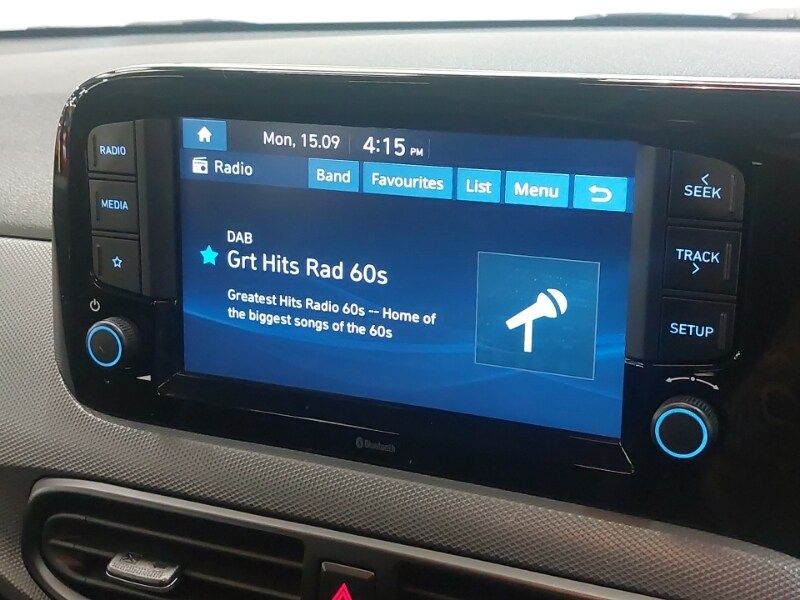 Mon, 15.09 4:15 PM
Radio Band Favourites List Menu
DAB
Grt Hits Rad 60s
Greatest Hits Radio 60s -- Home of
the biggest songs of the 60s
RADIO
MEDIA
SEEK
TRACK
SETUP
Bluetooth